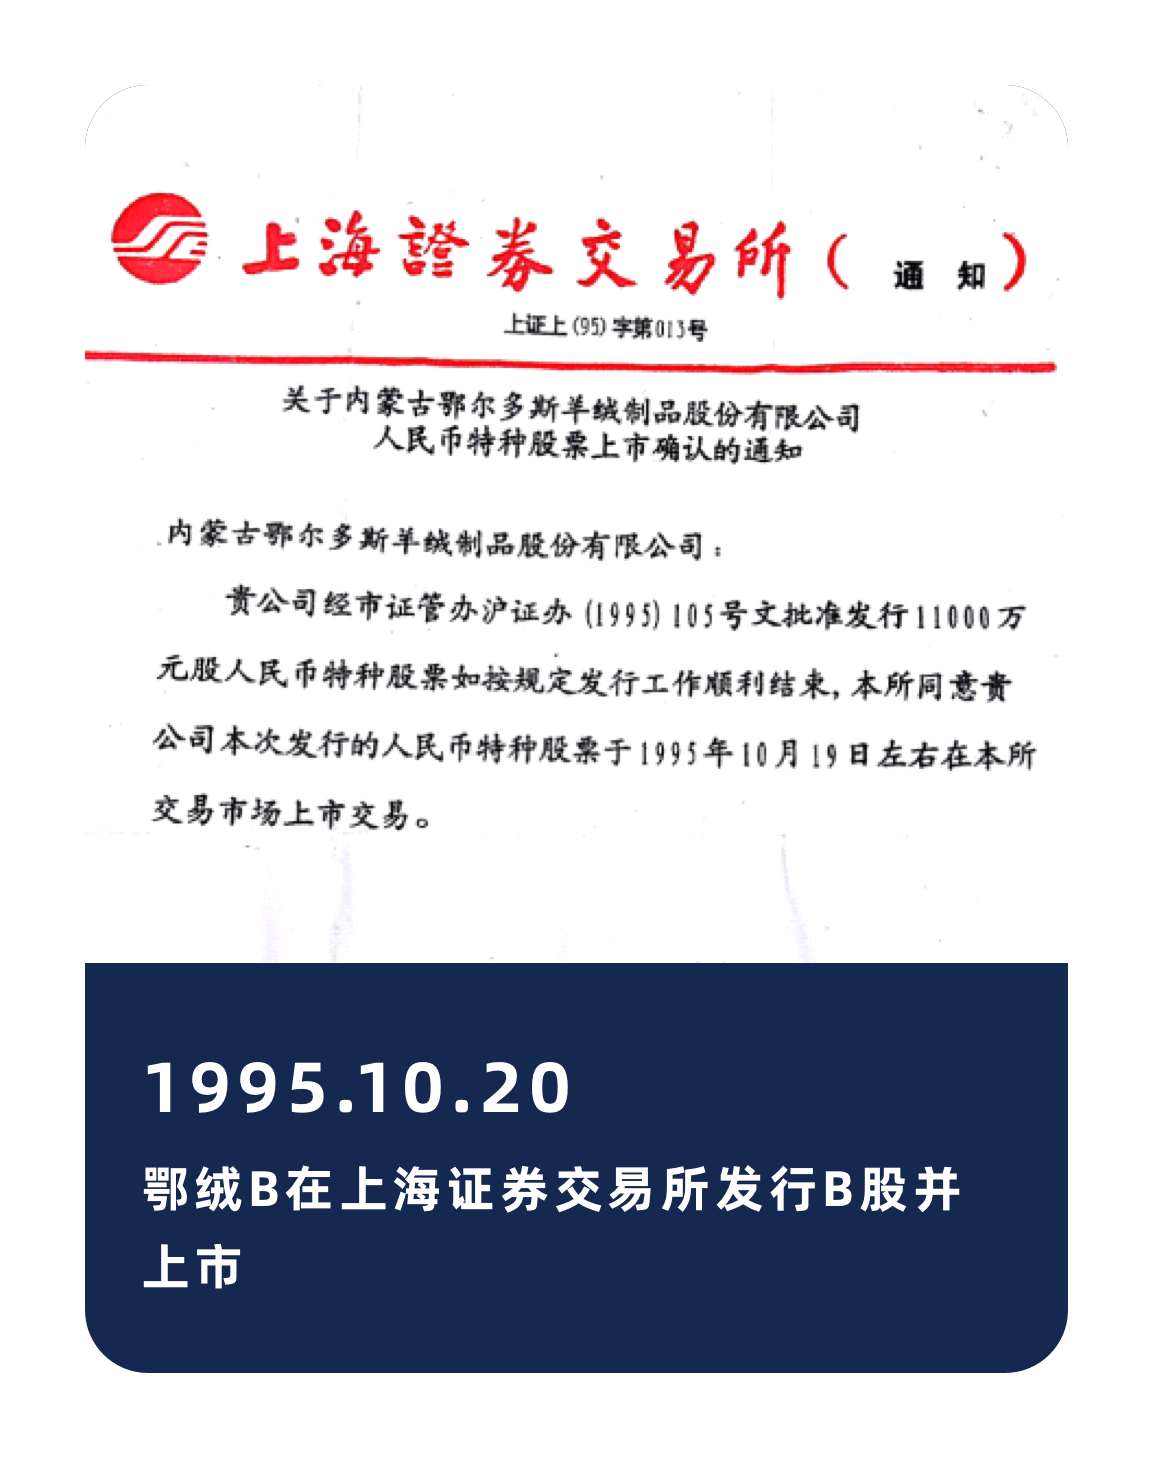 上海證券交易所（通知）
上证上(95)字第013号
关于内蒙古鄂尔多斯羊绒制品股份有限公司
人民币特种股票上市确认的通知
内蒙古鄂尔多斯羊绒制品股份有限公司：
贵公司经市证管办沪证办(1995)105号文批准发行11000万
元股人民币特种股票如按规定发行工作顺利结束，本所同意贵
公司本次发行的人民币特种股票于1995年10月19日左右在本所
交易市场上市交易。
1995.10.20
鄂绒B在上海证券交易所发行B股并
上市